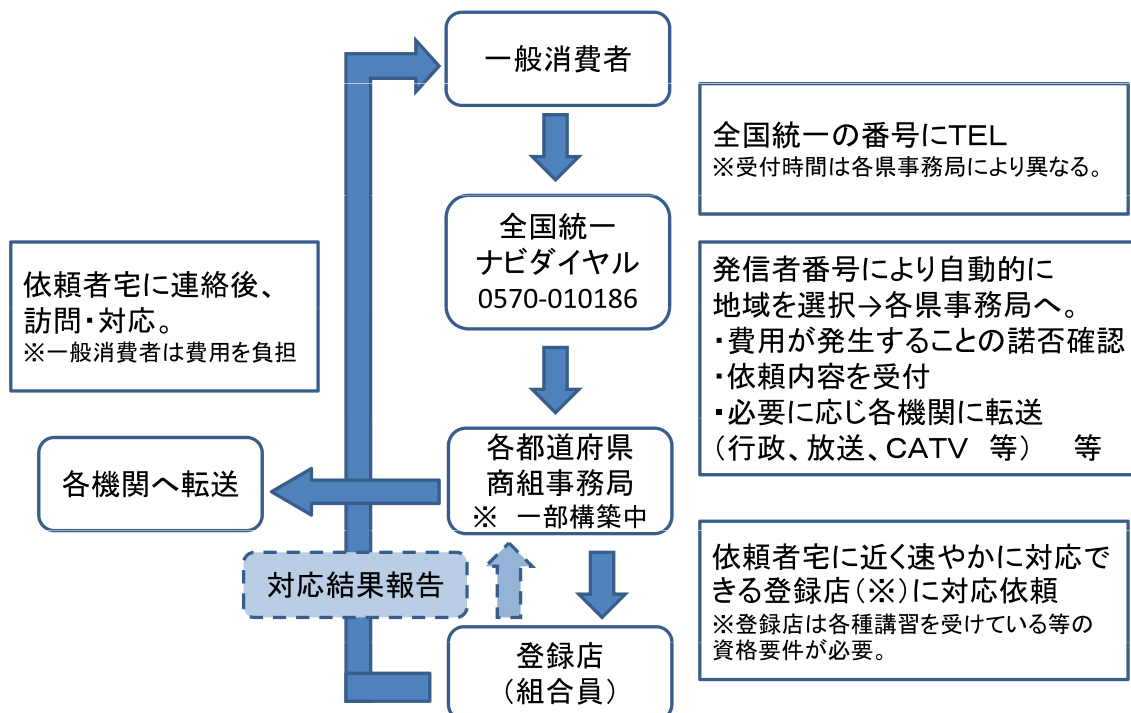 一般消費者
全国統一の番号にTEL
※受付時間は各県事務局により異なる。
全国統一
ナビダイヤル
0570-010186
発信者番号により自動的に
地域を選択→各県事務局へ。
・費用が発生することの諾否確認
・依頼内容を受付
・必要に応じ各機関に転送
(行政、放送、CATV 等) 等
依頼者宅に連絡後、
訪問・対応。
※一般消費者は費用を負担
各都道府県
商組事務局
※ 一部構築中
各機関へ転送
対応結果報告
依頼者宅に近く速やかに対応で
きる登録店(※)に対応依頼
※登録店は各種講習を受けている等の
資格要件が必要。
登録店
(組合員)